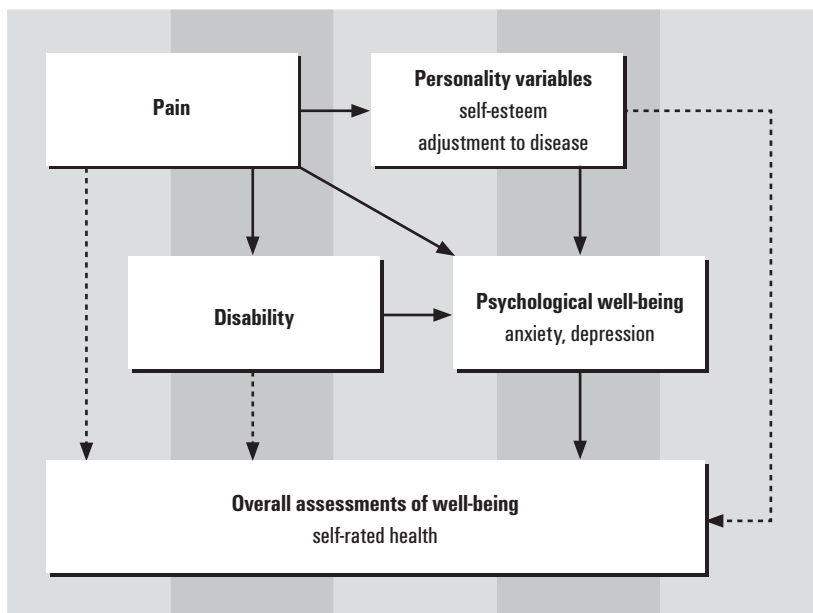 Pain
Personality variables
self-esteem
adjustment to disease
Disability
Psychological well-being
anxiety, depression
Overall assessments of well-being
self-rated health